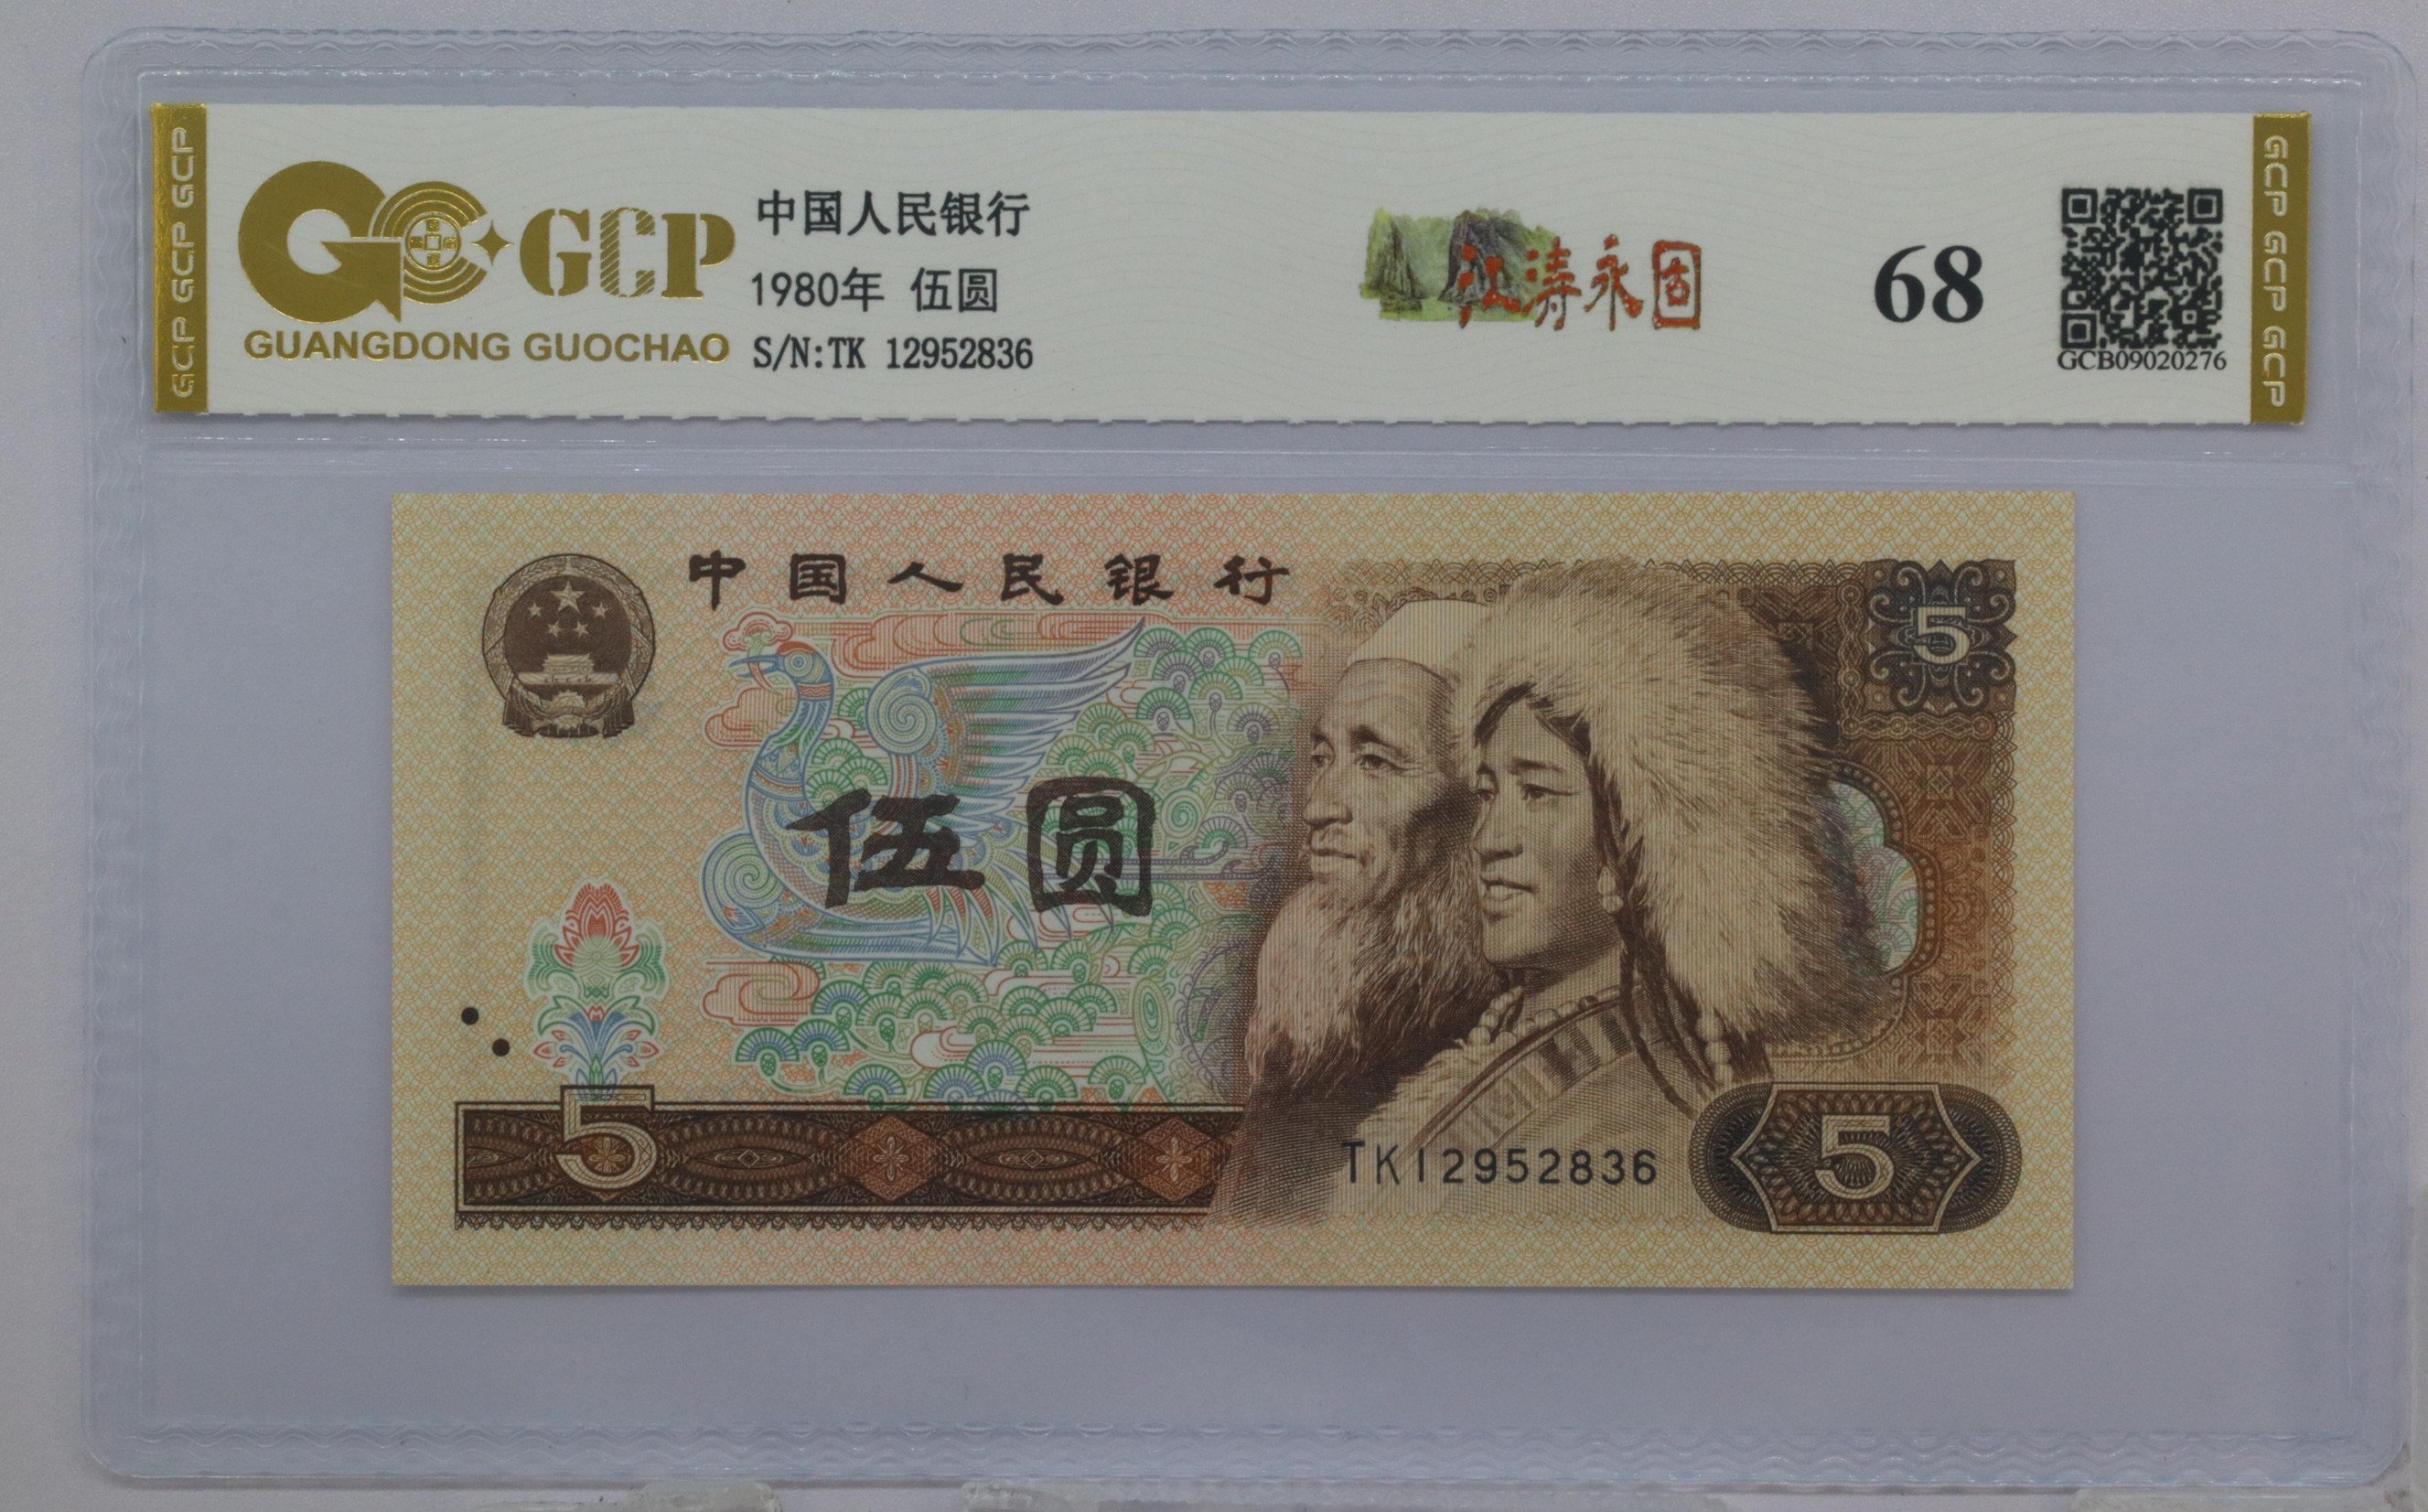 GCP GCP GCP GCP
GCP
GUANGDONG GUOCHAO
中国人民银行
1980年 伍圆
S/N:TK 12952836
江涛永固
68
GCB09020276
GCP GCP GCP GCP
中国人民银行
5
伍圆
5
TK12952836
5